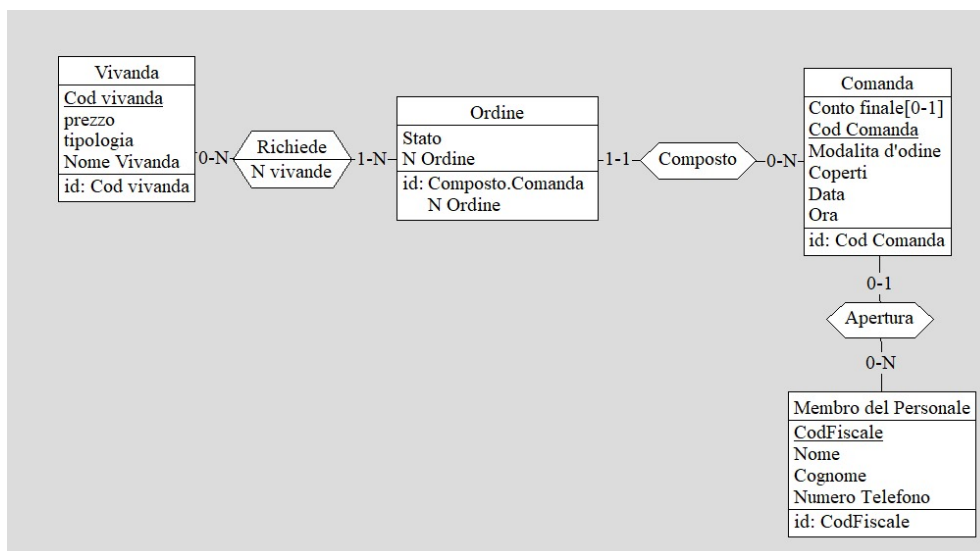 Vivanda
Cod vivanda
prezzo
tipologia
Nome Vivanda
id: Cod vivanda
0-N
Richiede
N vivande
1-N
Ordine
Stato
N Ordine
id: Composto.Comanda
N Ordine
1-1
Composto
0-N
Comanda
Conto finale[0-1]
Cod Comanda
Modalita d'odine
Coperti
Data
Ora
id: Cod Comanda
0-1
Apertura
0-N
Membro del Personale
CodFiscale
Nome
Cognome
Numero Telefono
id: CodFiscale